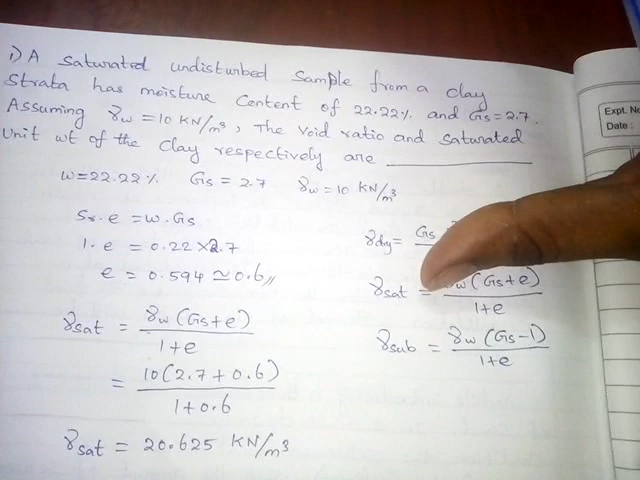 1) A saturated undisturbed sample from a clay
strata has moisture content of 22.22% and Gs = 2.7.
Assuming γw = 10 KN/m³, The void ratio and saturated
unit wt of the clay respectively are ________
w = 22.22% Gs = 2.7 γw = 10 KN/m³
Sr.e = w.Gs
1.e = 0.22 × 2.7
e = 0.594 ≃ 0.6 //
γsat = γw (Gs+e) / 1+e
= 10(2.7+0.6) / 1+0.6
γsat = 20.625 KN/m³
γdry = Gs
γsat = γw (Gs+e) / 1+e
γsub = γw (Gs-1) / 1+e
Expt. No
Date :